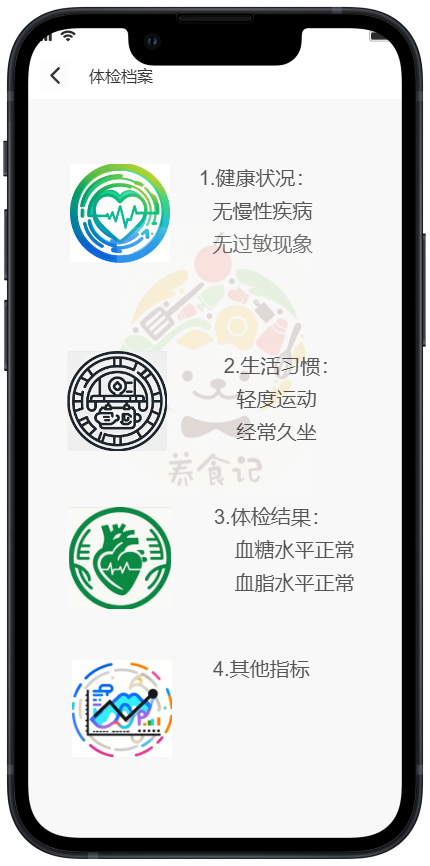 体检档案
1.健康状况：
无慢性疾病
无过敏现象
2.生活习惯：
轻度运动
经常久坐
养食记
3.体检结果：
血糖水平正常
血脂水平正常
4.其他指标